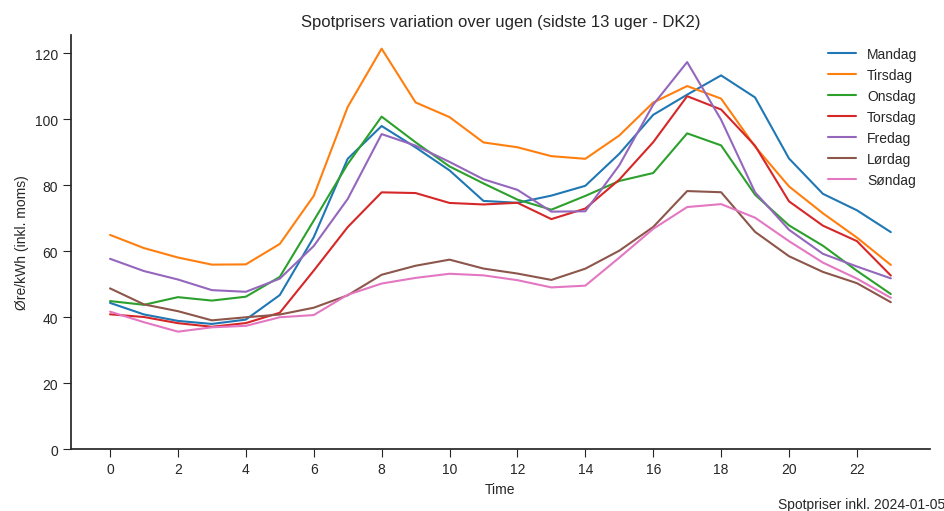 Spotprisers variation over ugen (sidste 13 uger - DK2)
Øre/kWh (inkl. moms)
120
100
80
60
40
20
0
Mandag
Tirsdag
Onsdag
Torsdag
Fredag
Lørdag
Søndag
0 2 4 6 8 10 12 14 16 18 20 22
Time
Spotpriser inkl. 2024-01-05